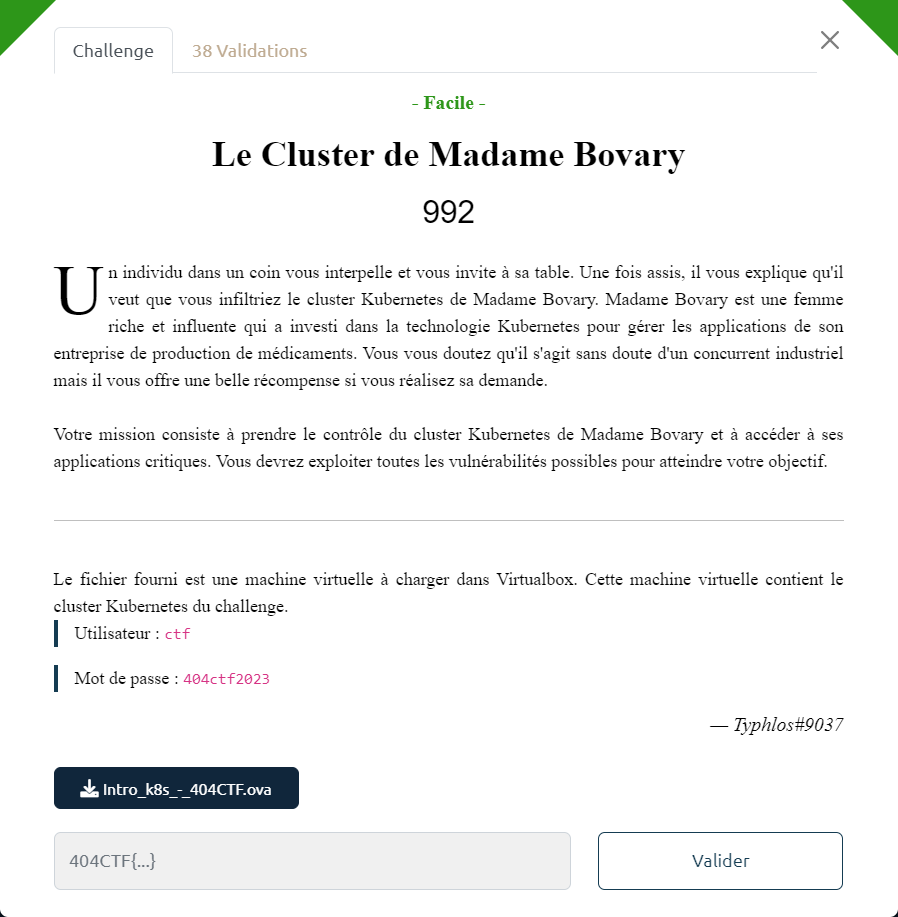 Challenge
38 Validations
- Facile -
Le Cluster de Madame Bovary
992
Un individu dans un coin vous interpelle et vous invite à sa table. Une fois assis, il vous explique qu'il
veut que vous infiltriez le cluster Kubernetes de Madame Bovary. Madame Bovary est une femme
riche et influente qui a investi dans la technologie Kubernetes pour gérer les applications de son
entreprise de production de médicaments. Vous vous doutez qu'il s'agit sans doute d'un concurrent industriel
mais il vous offre une belle récompense si vous réalisez sa demande.
Votre mission consiste à prendre le contrôle du cluster Kubernetes de Madame Bovary et à accéder à ses
applications critiques. Vous devrez exploiter toutes les vulnérabilités possibles pour atteindre votre objectif.
Le fichier fourni est une machine virtuelle à charger dans Virtualbox. Cette machine virtuelle contient le
cluster Kubernetes du challenge.
Utilisateur : ctf
Mot de passe : 404ctf2023
— Typhlos#9037
Intro_k8s_-_404CTF.ova
404CTF{...}
Valider